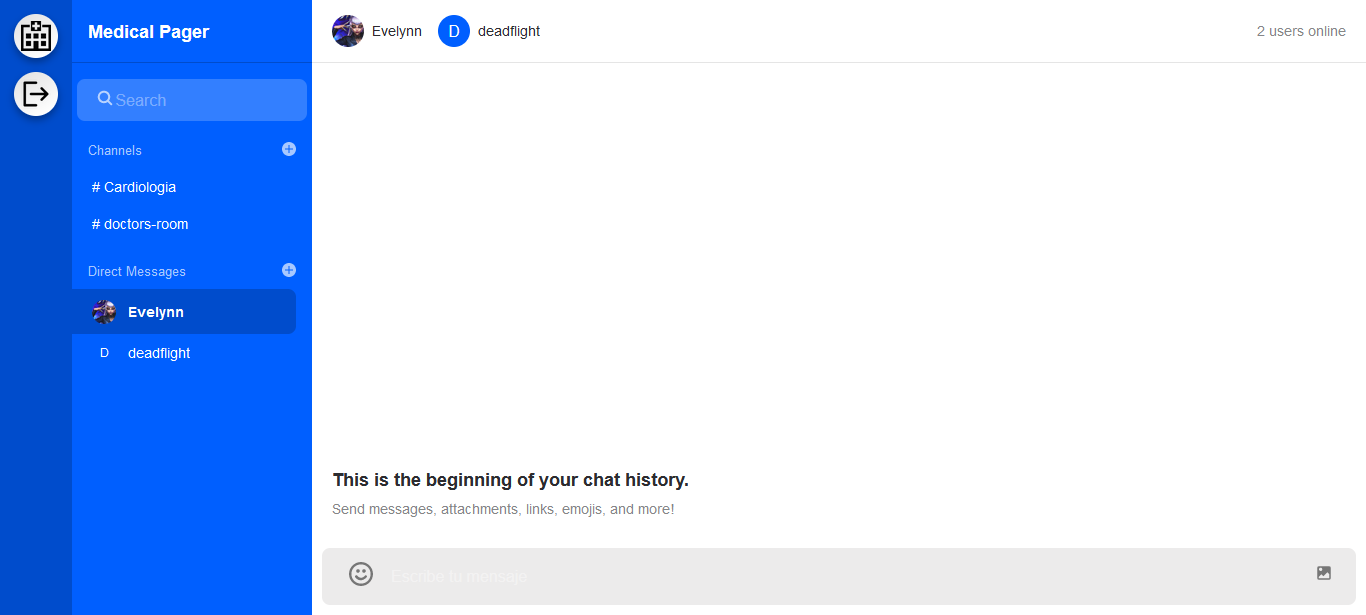 Medical Pager
Search
Channels
# Cardiologia
# doctors-room
Direct Messages
Evelynn
D deadflight
Evelynn D deadflight 2 users online
This is the beginning of your chat history.
Send messages, attachments, links, emojis, and more!
Escribe tu mensaje